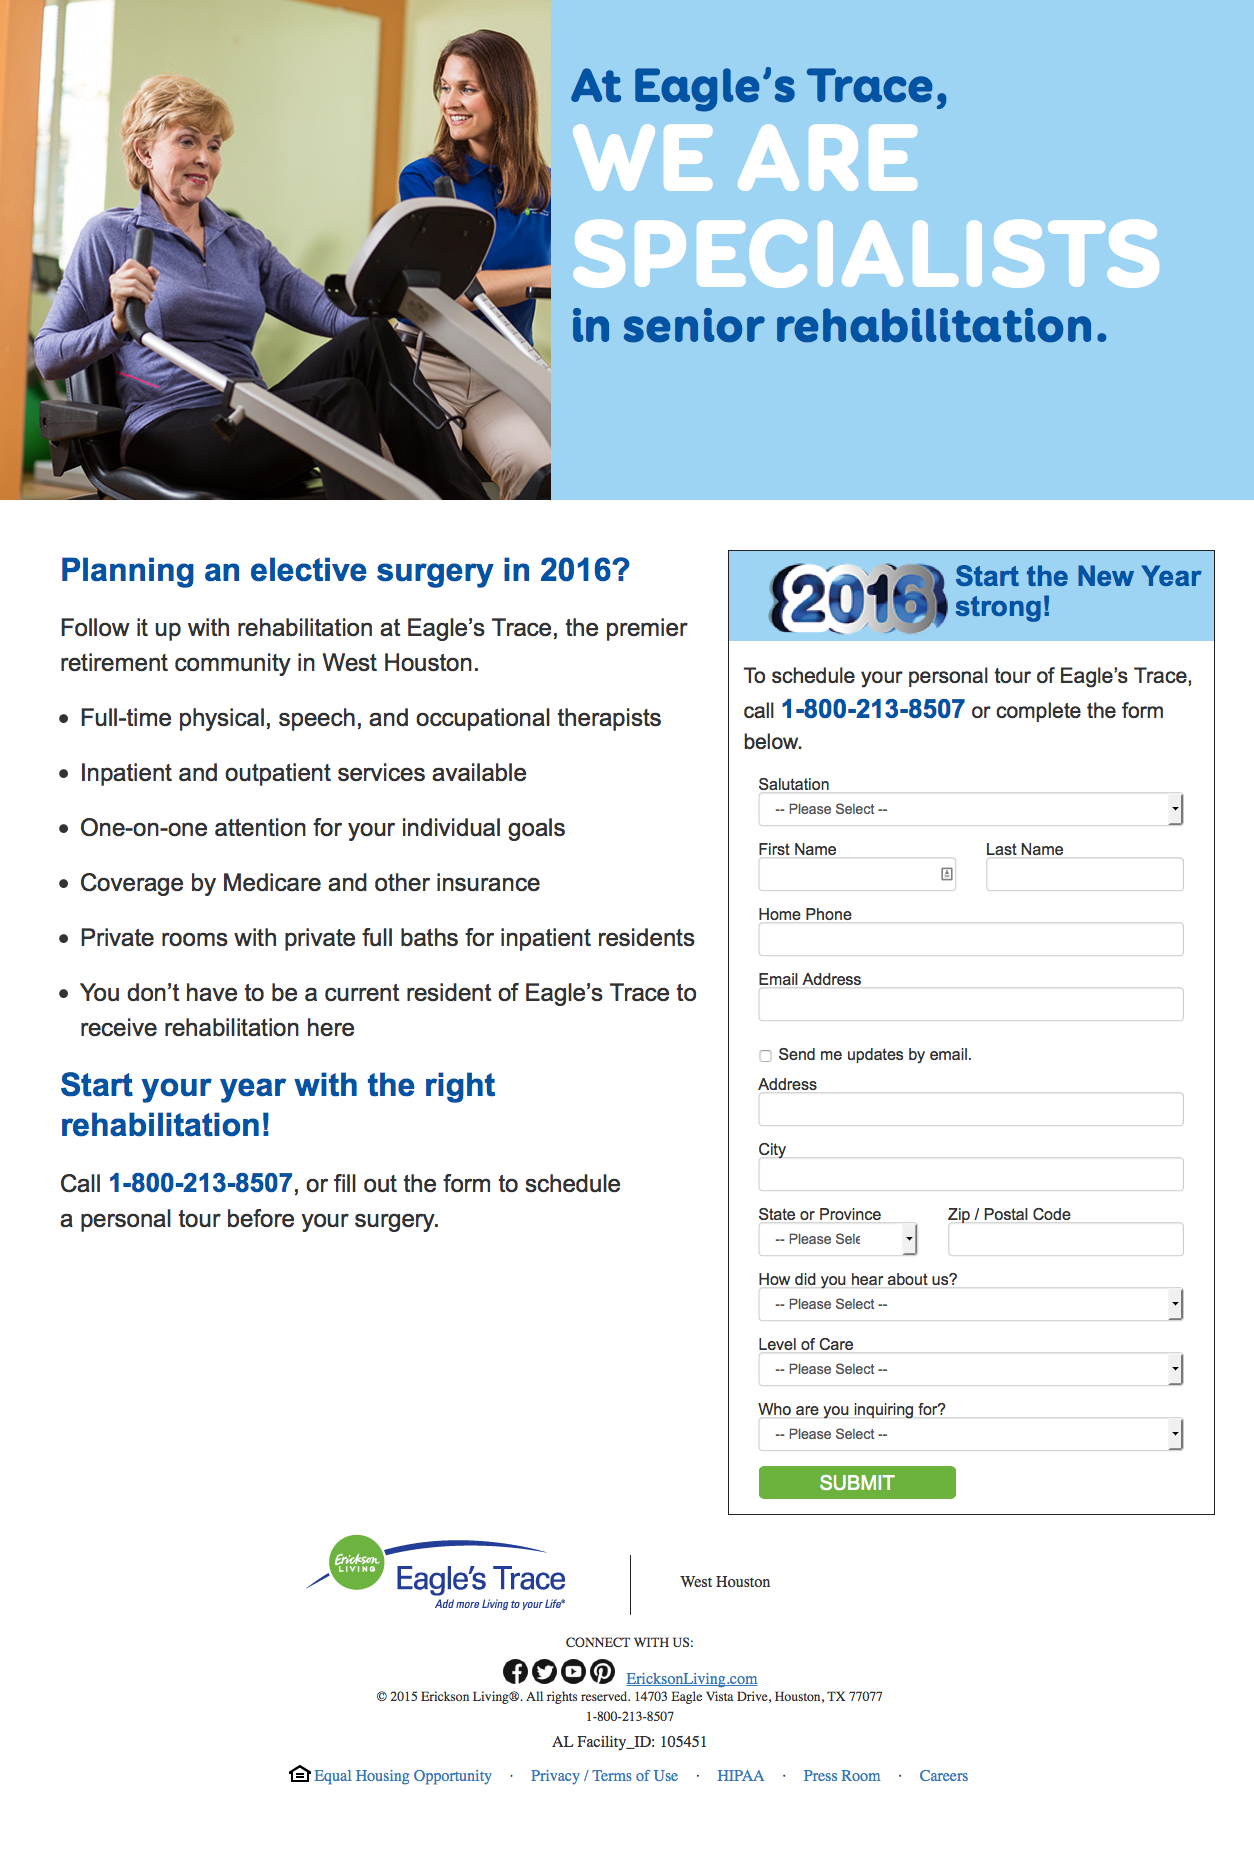 At Eagle's Trace,
WE ARE
SPECIALISTS
in senior rehabilitation.
Planning an elective surgery in 2016?
Follow it up with rehabilitation at Eagle's Trace, the premier
retirement community in West Houston.
• Full-time physical, speech, and occupational therapists
• Inpatient and outpatient services available
• One-on-one attention for your individual goals
• Coverage by Medicare and other insurance
• Private rooms with private full baths for inpatient residents
• You don't have to be a current resident of Eagle's Trace to
receive rehabilitation here
Start your year with the right
rehabilitation!
Call 1-800-213-8507, or fill out the form to schedule
a personal tour before your surgery.
2016 Start the New Year
strong!
To schedule your personal tour of Eagle's Trace,
call 1-800-213-8507 or complete the form
below.
Salutation
-- Please Select --
First Name Last Name
Home Phone
Email Address
Send me updates by email.
Address
City
State or Province Zip / Postal Code
-- Please Sele
How did you hear about us?
-- Please Select --
Level of Care
-- Please Select --
Who are you inquiring for?
-- Please Select --
SUBMIT
Erickson
LIVING
Eagle's Trace
Add more Living to your Life®
West Houston
CONNECT WITH US:
EricksonLiving.com
© 2015 Erickson Living®. All rights reserved. 14703 Eagle Vista Drive, Houston, TX 77077
1-800-213-8507
AL Facility_ID: 105451
Equal Housing Opportunity · Privacy / Terms of Use · HIPAA · Press Room · Careers